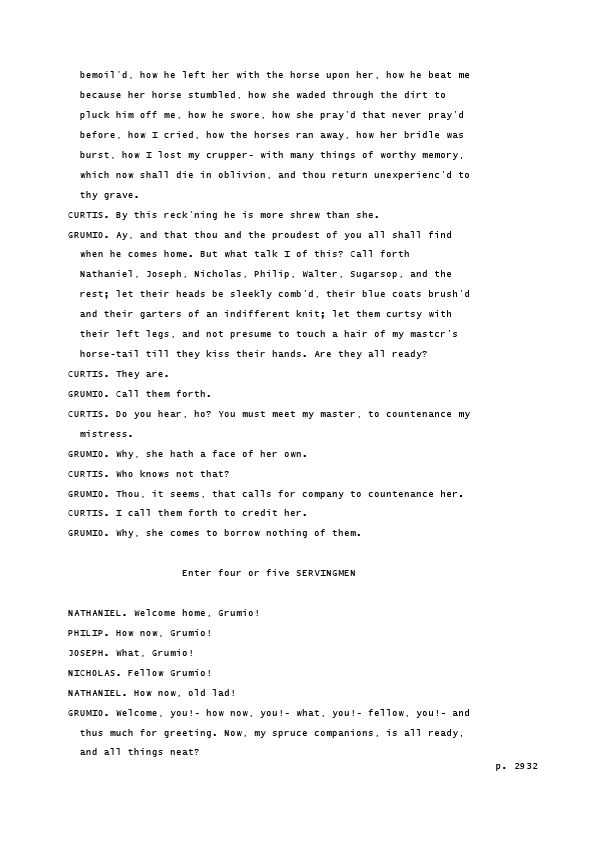 bemoil'd, how he left her with the horse upon her, how he beat me
because her horse stumbled, how she waded through the dirt to
pluck him off me, how he swore, how she pray'd that never pray'd
before, how I cried, how the horses ran away, how her bridle was
burst, how I lost my crupper- with many things of worthy memory,
which now shall die in oblivion, and thou return unexperienc'd to
thy grave.
CURTIS. By this reck'ning he is more shrew than she.
GRUMIO. Ay, and that thou and the proudest of you all shall find
when he comes home. But what talk I of this? Call forth
Nathaniel, Joseph, Nicholas, Philip, Walter, Sugarsop, and the
rest; let their heads be sleekly comb'd, their blue coats brush'd
and their garters of an indifferent knit; let them curtsy with
their left legs, and not presume to touch a hair of my mastcr's
horse-tail till they kiss their hands. Are they all ready?
CURTIS. They are.
GRUMIO. Call them forth.
CURTIS. Do you hear, ho? You must meet my master, to countenance my
mistress.
GRUMIO. Why, she hath a face of her own.
CURTIS. Who knows not that?
GRUMIO. Thou, it seems, that calls for company to countenance her.
CURTIS. I call them forth to credit her.
GRUMIO. Why, she comes to borrow nothing of them.
Enter four or five SERVINGMEN
NATHANIEL. Welcome home, Grumio!
PHILIP. How now, Grumio!
JOSEPH. What, Grumio!
NICHOLAS. Fellow Grumio!
NATHANIEL. How now, old lad!
GRUMIO. Welcome, you!- how now, you!- what, you!- fellow, you!- and
thus much for greeting. Now, my spruce companions, is all ready,
and all things neat?
p. 2932